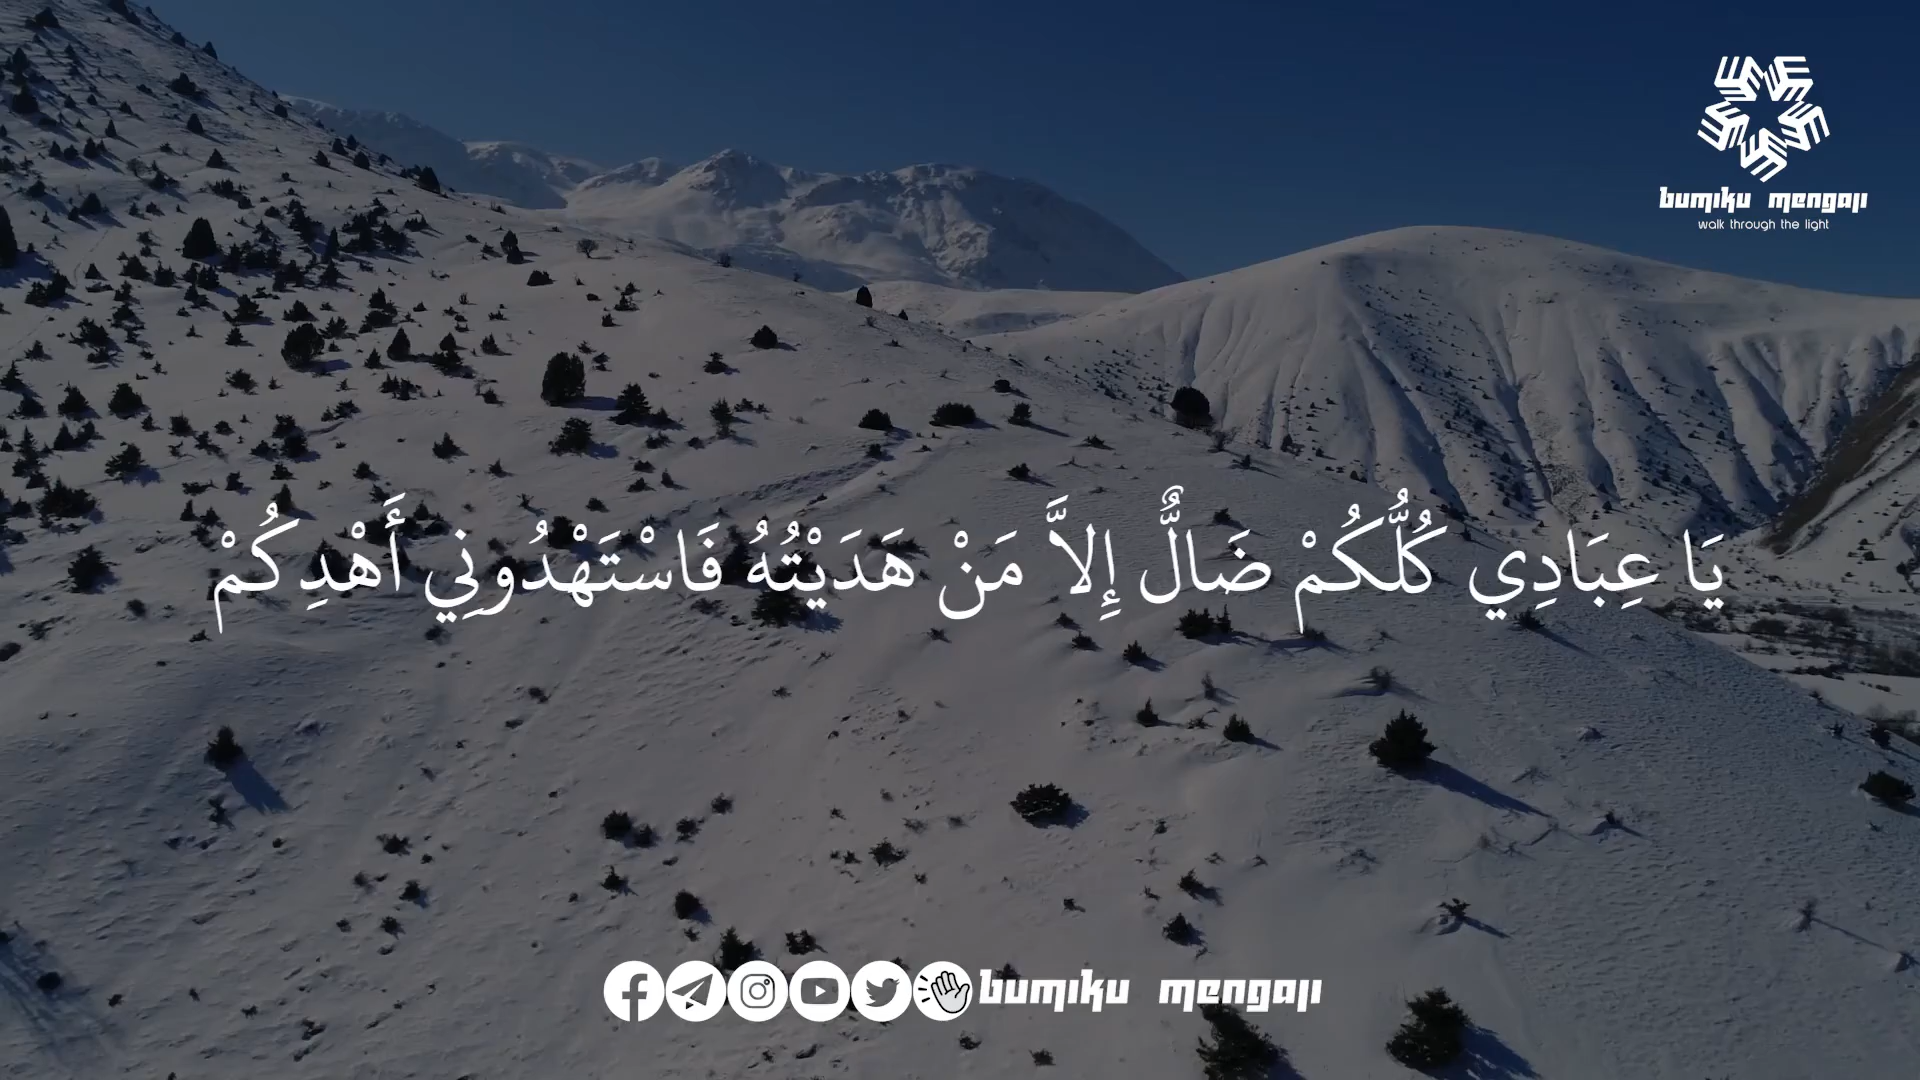 bumiku mengaji
walk through the light
يَا عِبَادِي كُلُّكُمْ ضَالٌّ إِلاَّ مَنْ هَدَيْتُهُ فَاسْتَهْدُونِي أَهْدِكُمْ
bumiku mengaji